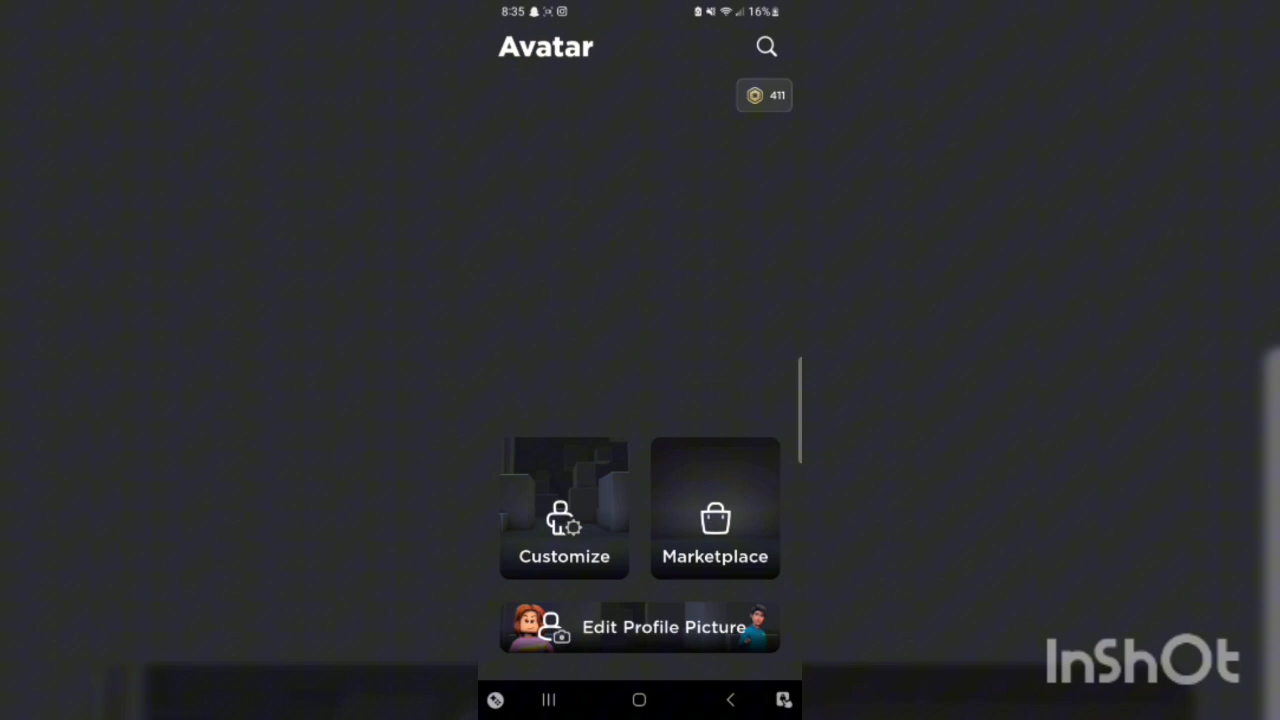 8:35 16%
Avatar
411
Customize Marketplace
Edit Profile Picture
InShOt